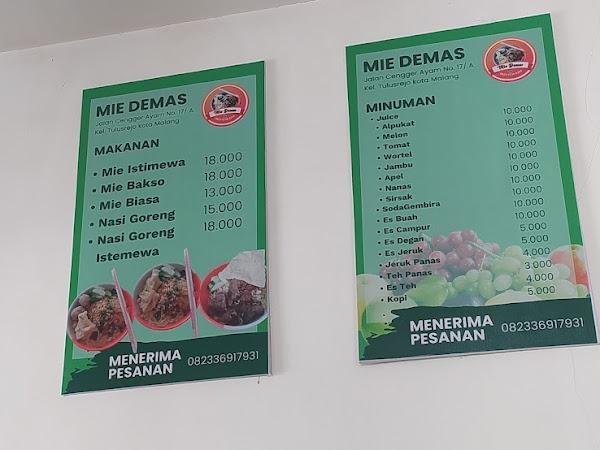 MIE DEMAS
Jalan Cengger Ayam No. 17/ A.
Kel. Tulusrejo kota Malang
Mie Demas
MAKANAN
• Mie Istimewa 18.000
• Mie Bakso 18.000
• Mie Biasa 13.000
• Nasi Goreng 15.000
• Nasi Goreng 18.000
Istemewa
MENERIMA
PESANAN
082336917931
MIE DEMAS
Jalan Cengger Ayam No. 17/ A.
Kel. Tulusrejo kota Malang
Mie Demas
MINUMAN
• Juice
• Alpukat
• Melon
• Tomat
• Wortel
• Jambu
• Apel
• Nanas
• Sirsak
• SodaGembira
• Es Buah
• Es Campur
• Es Degan
• Es Jeruk
• Jeruk Panas
• Teh Panas
• Es Teh
• Kopi
10.000
10.000
10.000
10.000
10.000
10.000
10.000
10.000
10.000
10.000
5.000
5.000
4.000
3.000
4.000
5.000
MENERIMA
PESANAN
082336917931